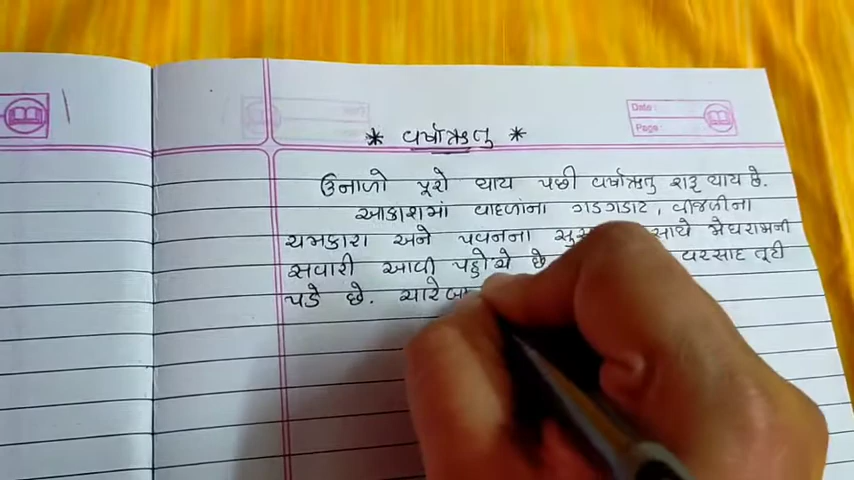 * વર્ષાઋતુ *
Date:
Page:
ઉનાળો પૂરો થાય પછી વર્ષાઋતુ શરૂ થાય છે.
આકાશમાં વાદળાંના ગડગડાટ, વીજળીના
ચમકારા અને પવનના સાથે મેઘરાજાની
સવારી આવી પહોંચે છે વરસાદ તૂટી
પડે છે. ચારેબા